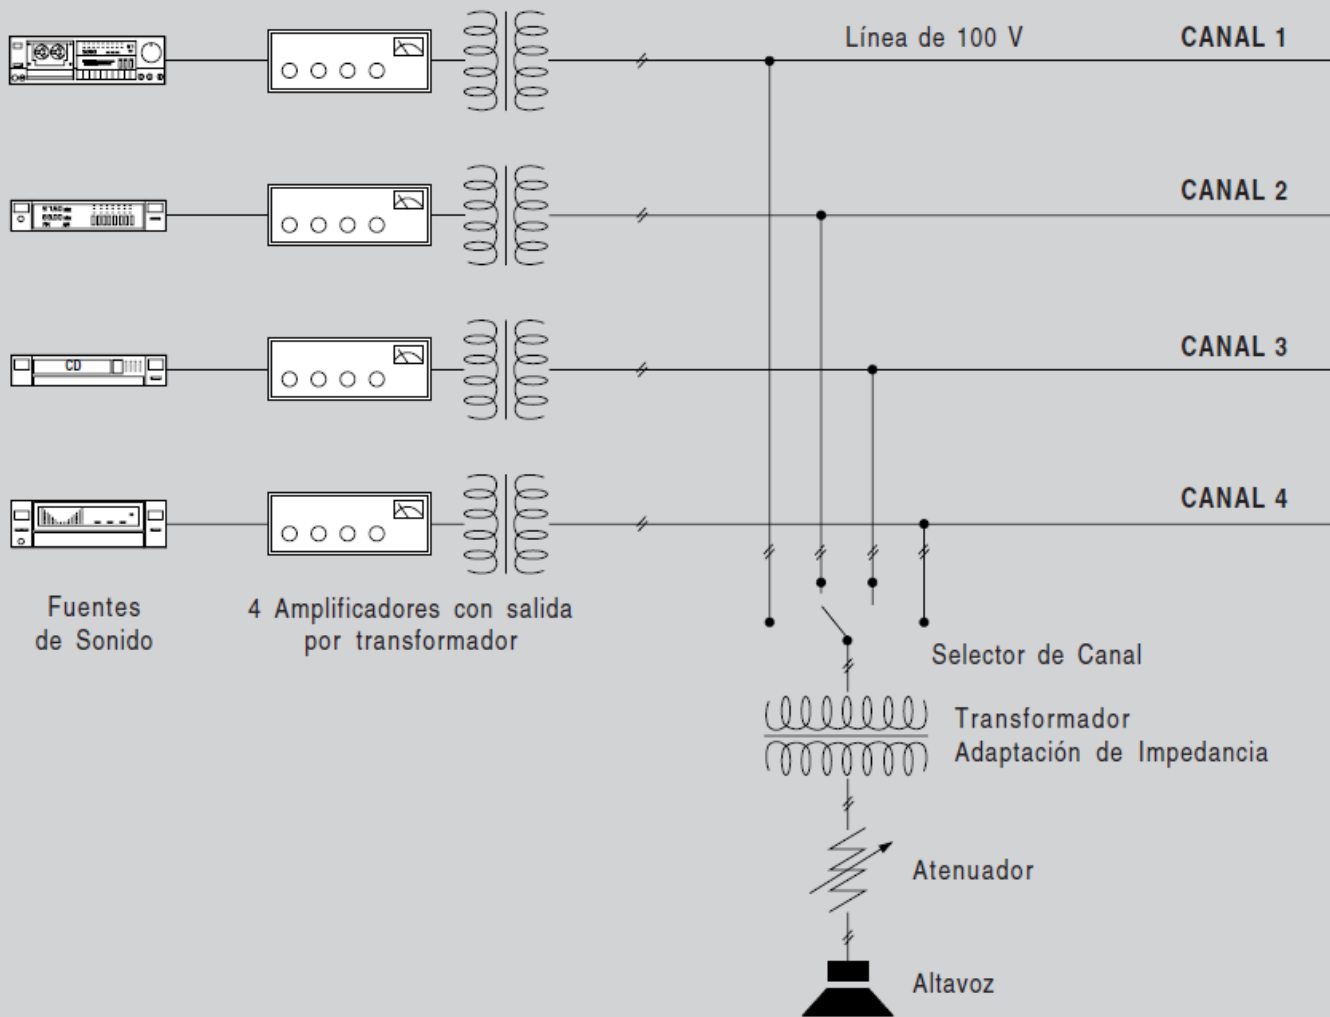 Línea de 100 V
CANAL 1
CANAL 2
CD
CANAL 3
CANAL 4
Fuentes
de Sonido
4 Amplificadores con salida
por transformador
Selector de Canal
Transformador
Adaptación de Impedancia
Atenuador
Altavoz